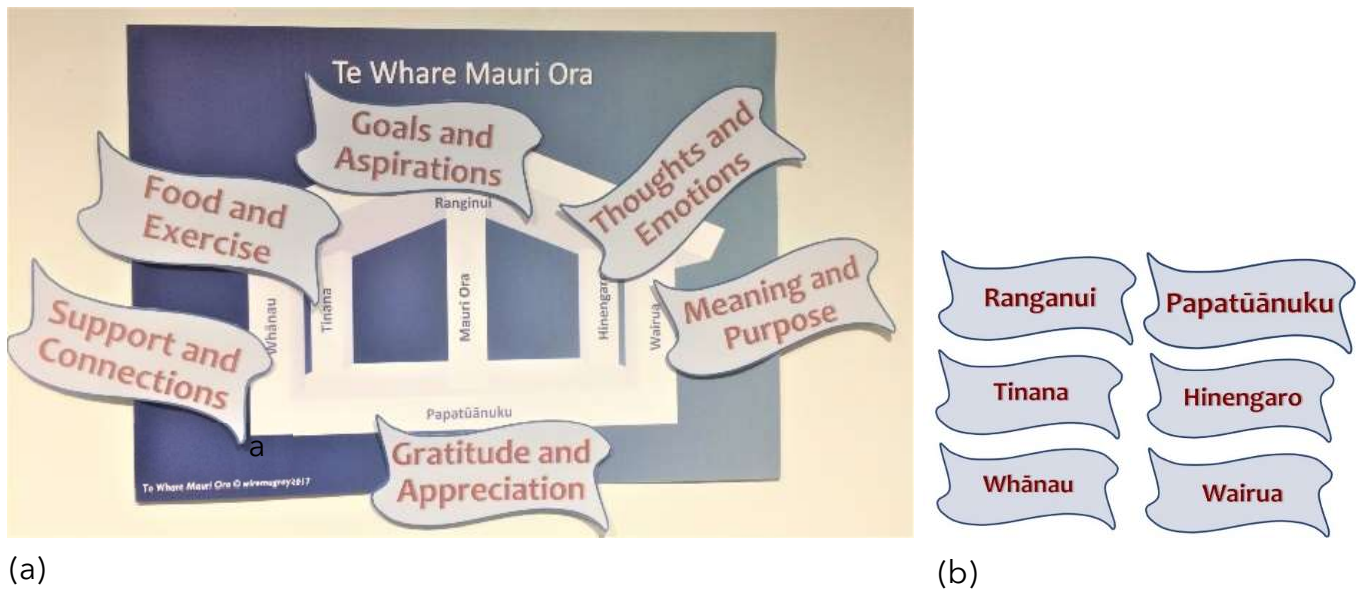 Te Whare Mauri Ora
Goals and
Aspirations
Thoughts and
Emotions
Food and
Exercise
Ranginui
Meaning and
Purpose
Support and
Connections
Whānau
Tinana
Mauri Ora
Hinengar
Wairua
Papatūānuku
a
Gratitude and
Appreciation
Te Whare Mauri Ora © wiremugray2017
(a)
Ranganui
Papatūānuku
Tinana
Hinengaro
Whānau
Wairua
(b)